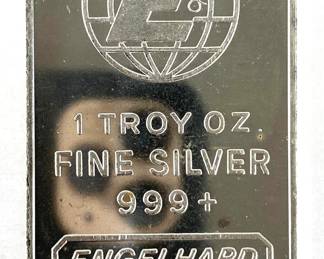 E
1 TROY OZ.
FINE SILVER
999+
ENGELHARD